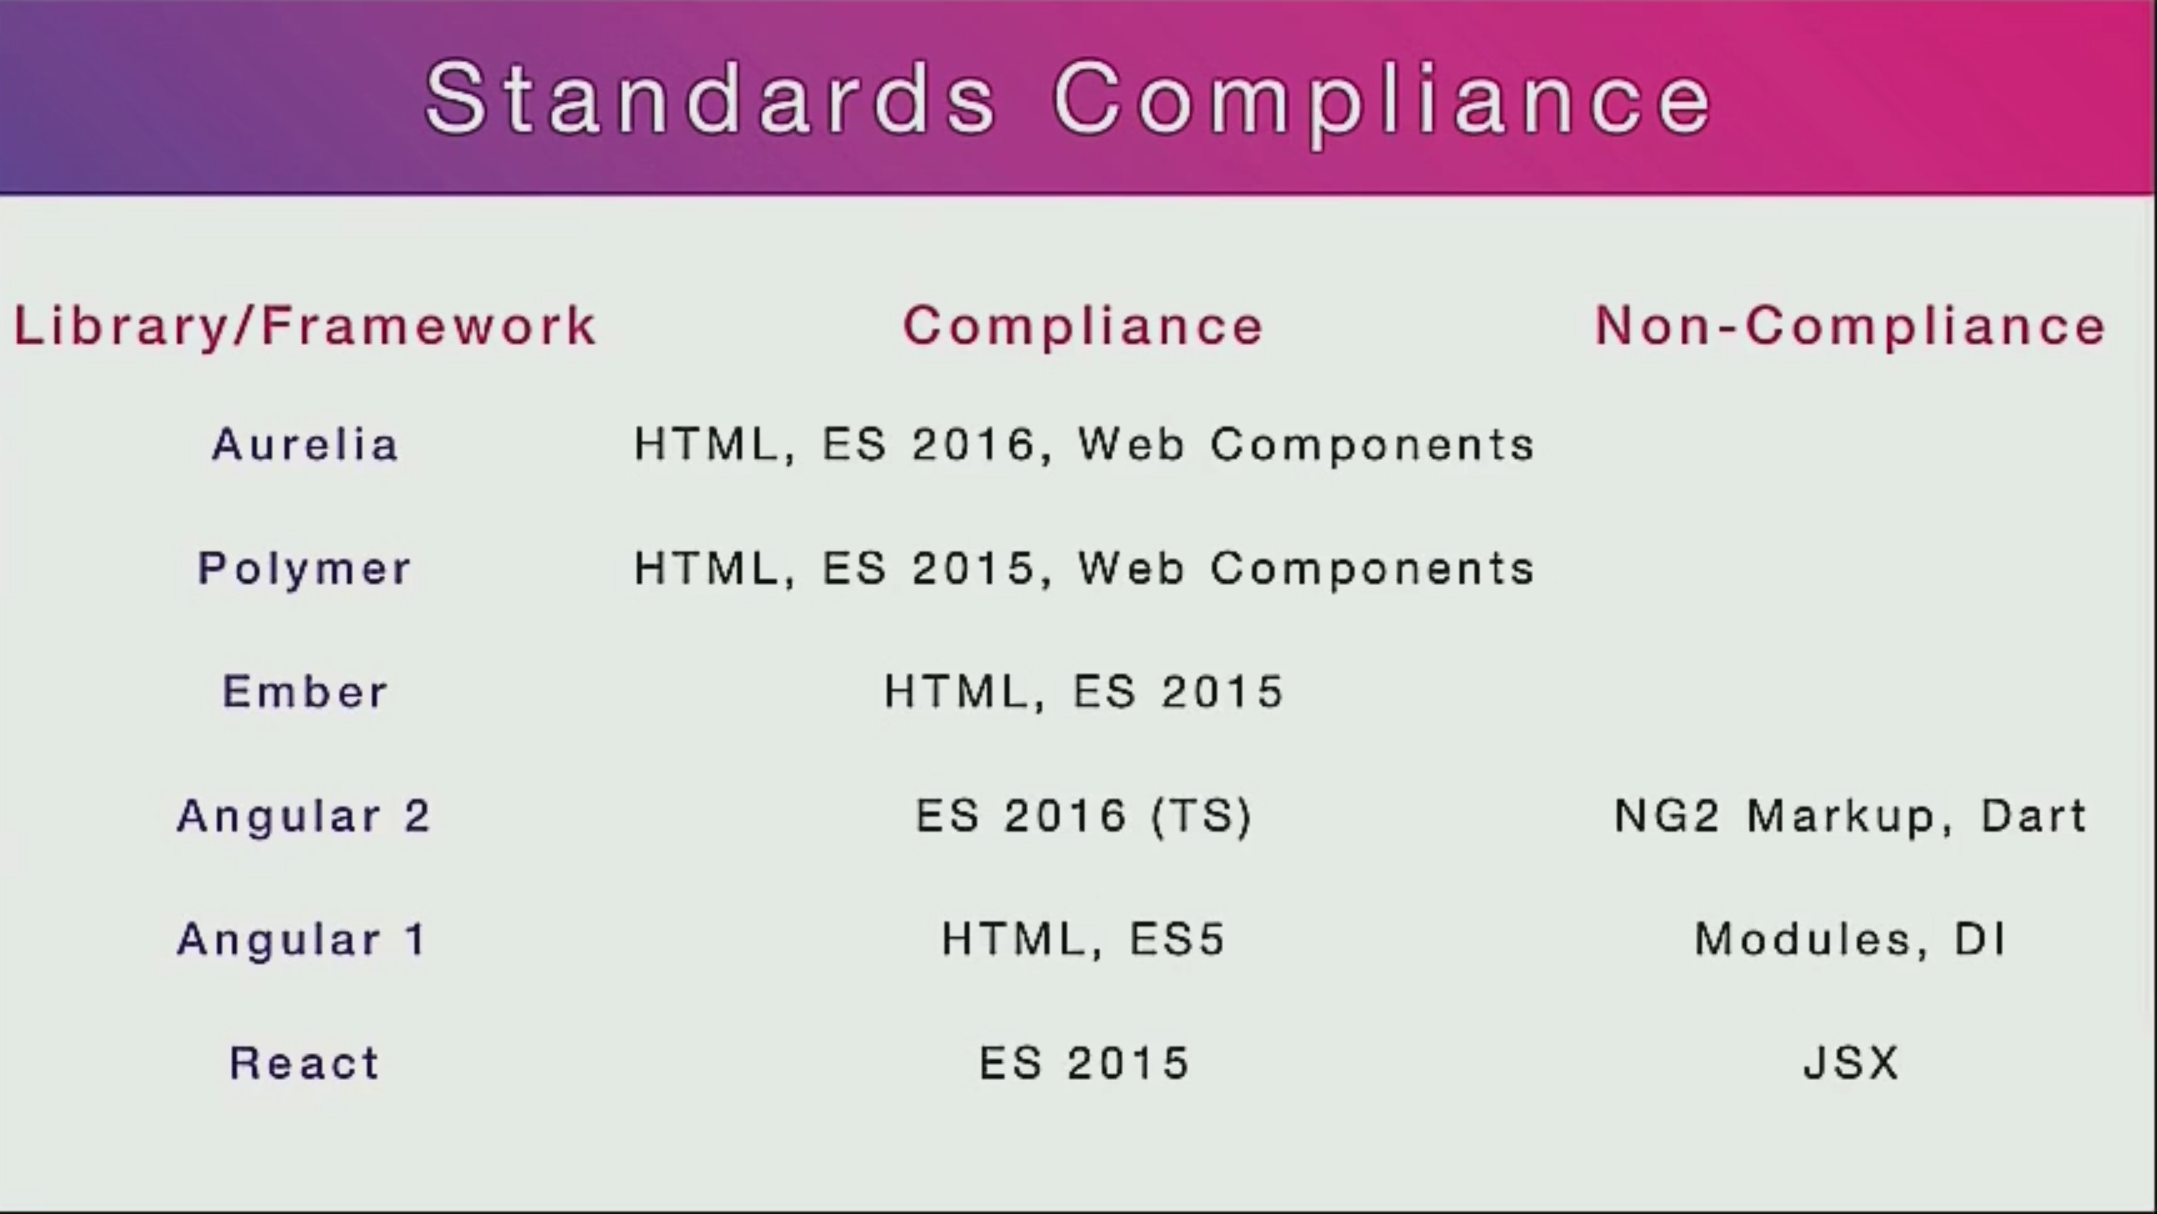 Standards Compliance
Library/Framework Compliance Non-Compliance
Aurelia HTML, ES 2016, Web Components
Polymer HTML, ES 2015, Web Components
Ember HTML, ES 2015
Angular 2 ES 2016 (TS) NG2 Markup, Dart
Angular 1 HTML, ES5 Modules, DI
React ES 2015 JSX